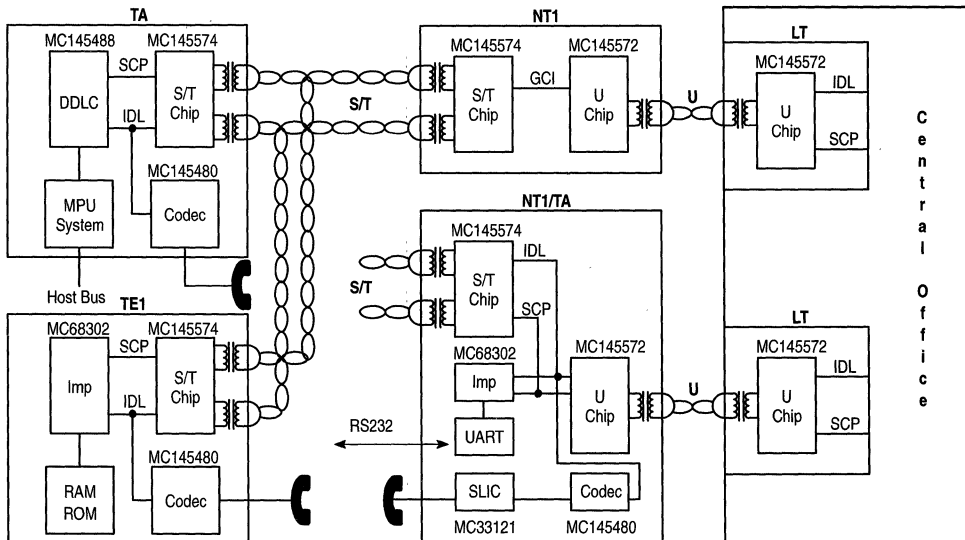 TA
MC145488
MC145574
DDLC
SCP
IDL
S/T
Chip
MC145480
MPU
System
Codec
Host Bus
S/T
NT1
MC145574
MC145572
S/T
Chip
GCI
U
Chip
U
LT
MC145572
U
Chip
IDL
SCP
Central Office
TE1
MC68302
MC145574
Imp
SCP
IDL
S/T
Chip
MC145480
RAM
ROM
Codec
NT1/TA
MC145574
S/T
S/T
Chip
IDL
SCP
MC68302
Imp
MC145572
U
Chip
UART
RS232
SLIC
Codec
MC33121
MC145480
U
LT
MC145572
U
Chip
IDL
SCP